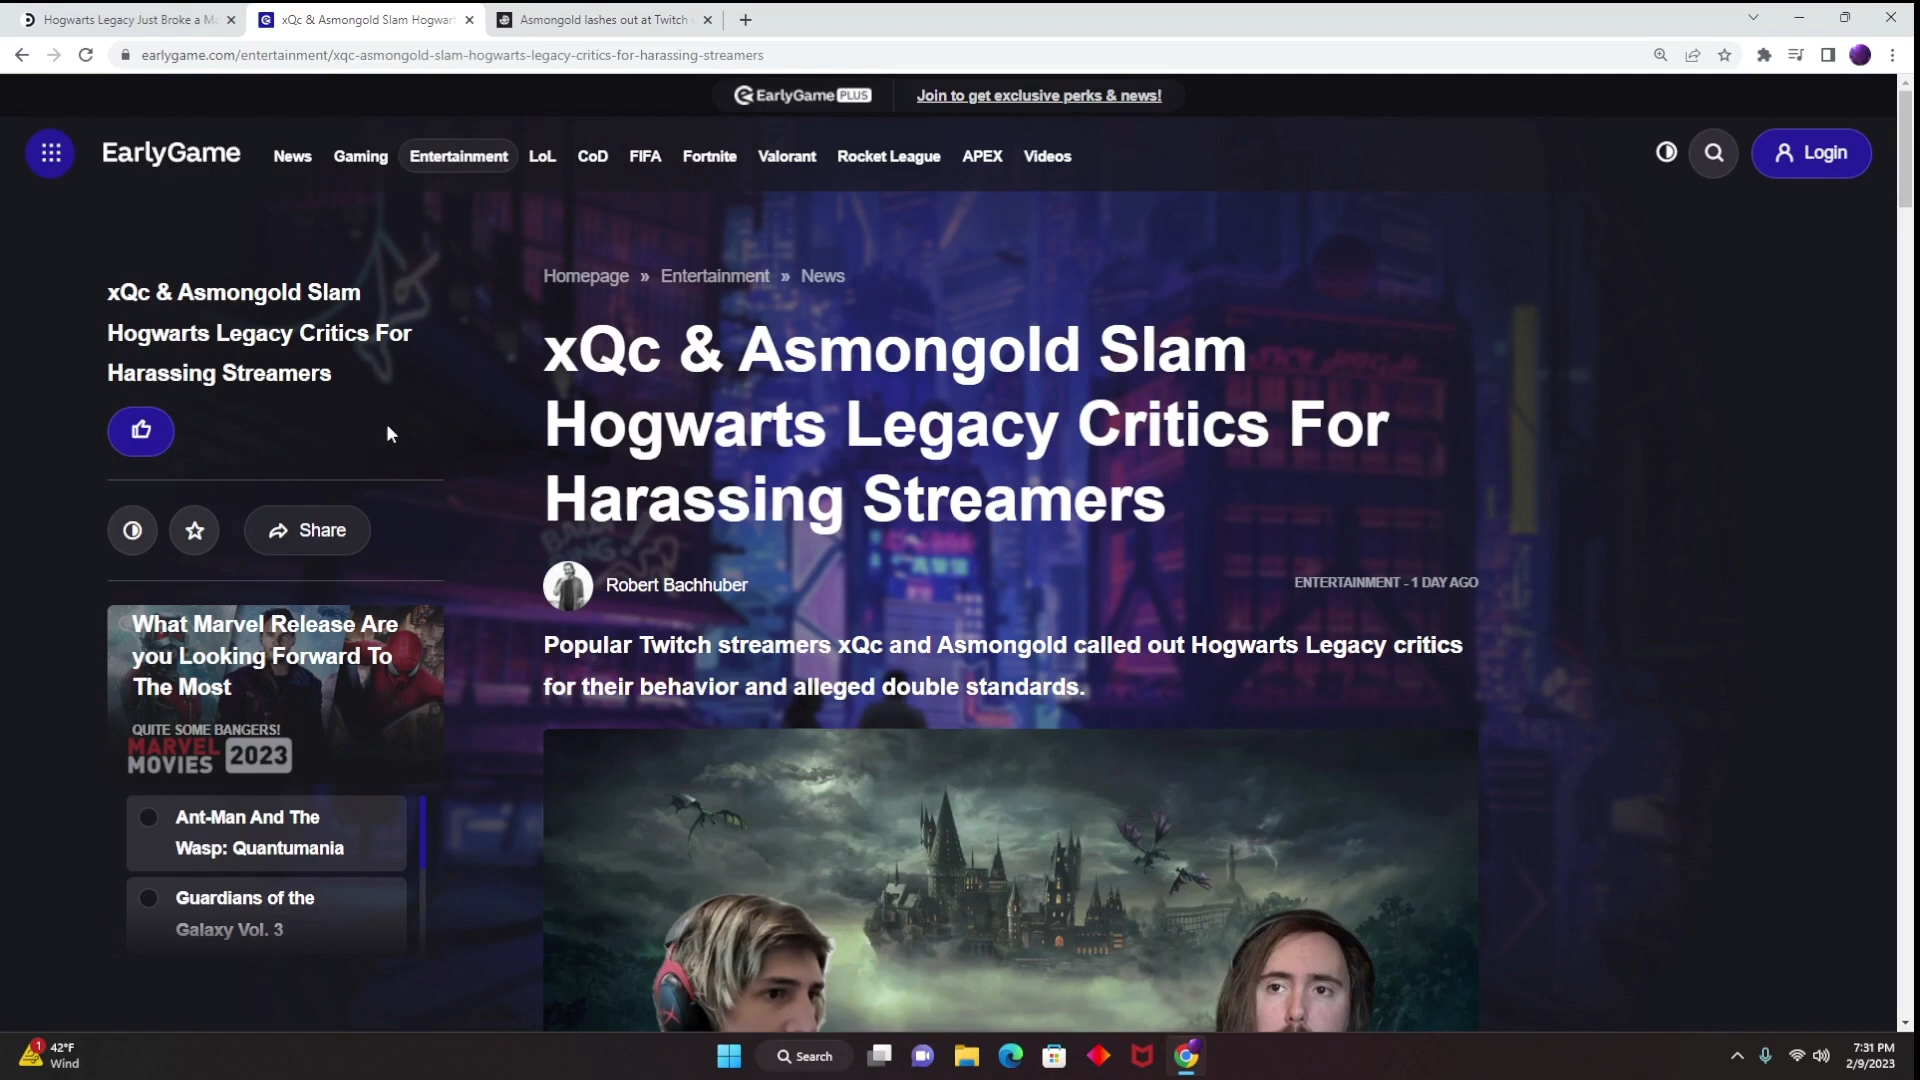 Hogwarts Legacy Just Broke a M
xQc & Asmongold Slam Hogwart
Asmongold lashes out at Twitch
earlygame.com/entertainment/xqc-asmongold-slam-hogwarts-legacy-critics-for-harassing-streamers
EarlyGame PLUS
Join to get exclusive perks & news!
EarlyGame
News Gaming Entertainment LoL CoD FIFA Fortnite Valorant Rocket League APEX Videos
Login
xQc & Asmongold Slam
Hogwarts Legacy Critics For
Harassing Streamers
Share
What Marvel Release Are
you Looking Forward To
The Most
QUITE SOME BANGERS!
MARVEL
MOVIES 2023
Ant-Man And The
Wasp: Quantumania
Guardians of the
Galaxy Vol. 3
Homepage » Entertainment » News
xQc & Asmongold Slam
Hogwarts Legacy Critics For
Harassing Streamers
Robert Bachhuber
ENTERTAINMENT - 1 DAY AGO
Popular Twitch streamers xQc and Asmongold called out Hogwarts Legacy critics
for their behavior and alleged double standards.
1
42°F
Wind
Search
7:31 PM
2/9/2023